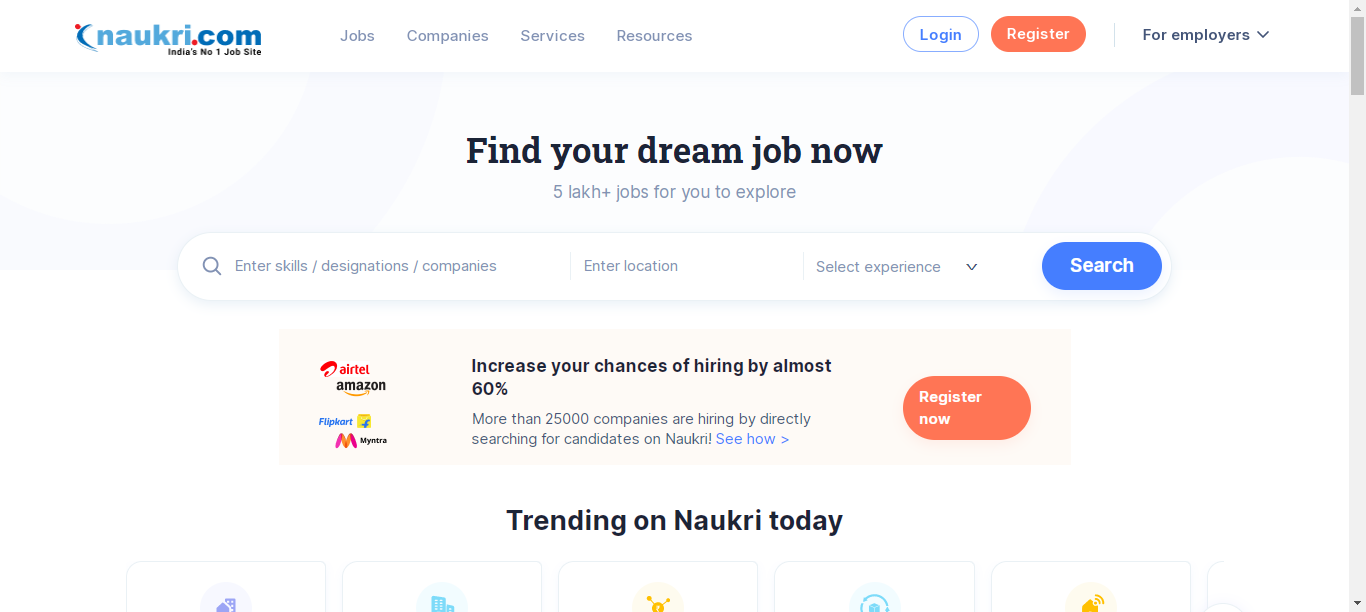 naukri.com
India's No 1 Job Site
Jobs
Companies
Services
Resources
Login
Register
For employers
Find your dream job now
5 lakh+ jobs for you to explore
Enter skills / designations / companies
Enter location
Select experience
Search
airtel
amazon
Flipkart
Myntra
Increase your chances of hiring by almost
60%
More than 25000 companies are hiring by directly
searching for candidates on Naukri! See how >
Register
now
Trending on Naukri today